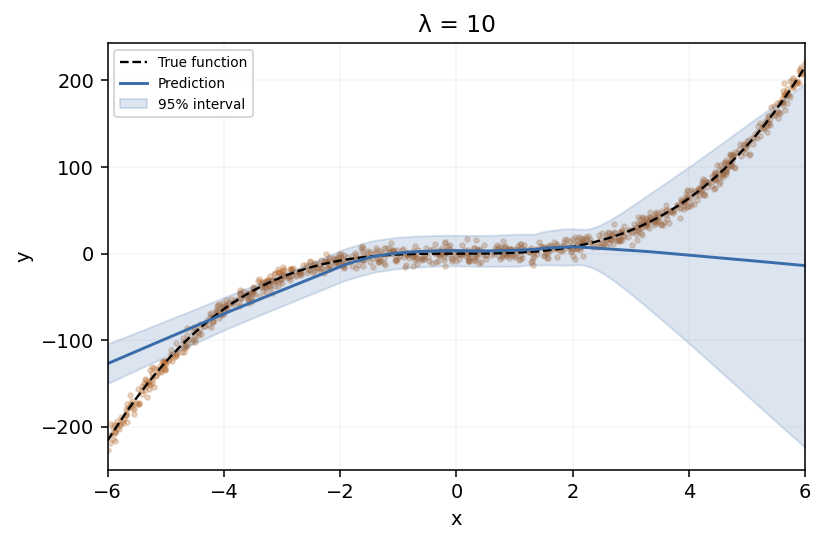 λ = 10
True function
Prediction
95% interval
200
100
0
−100
−200
y
−6
−4
−2
0
2
4
6
x